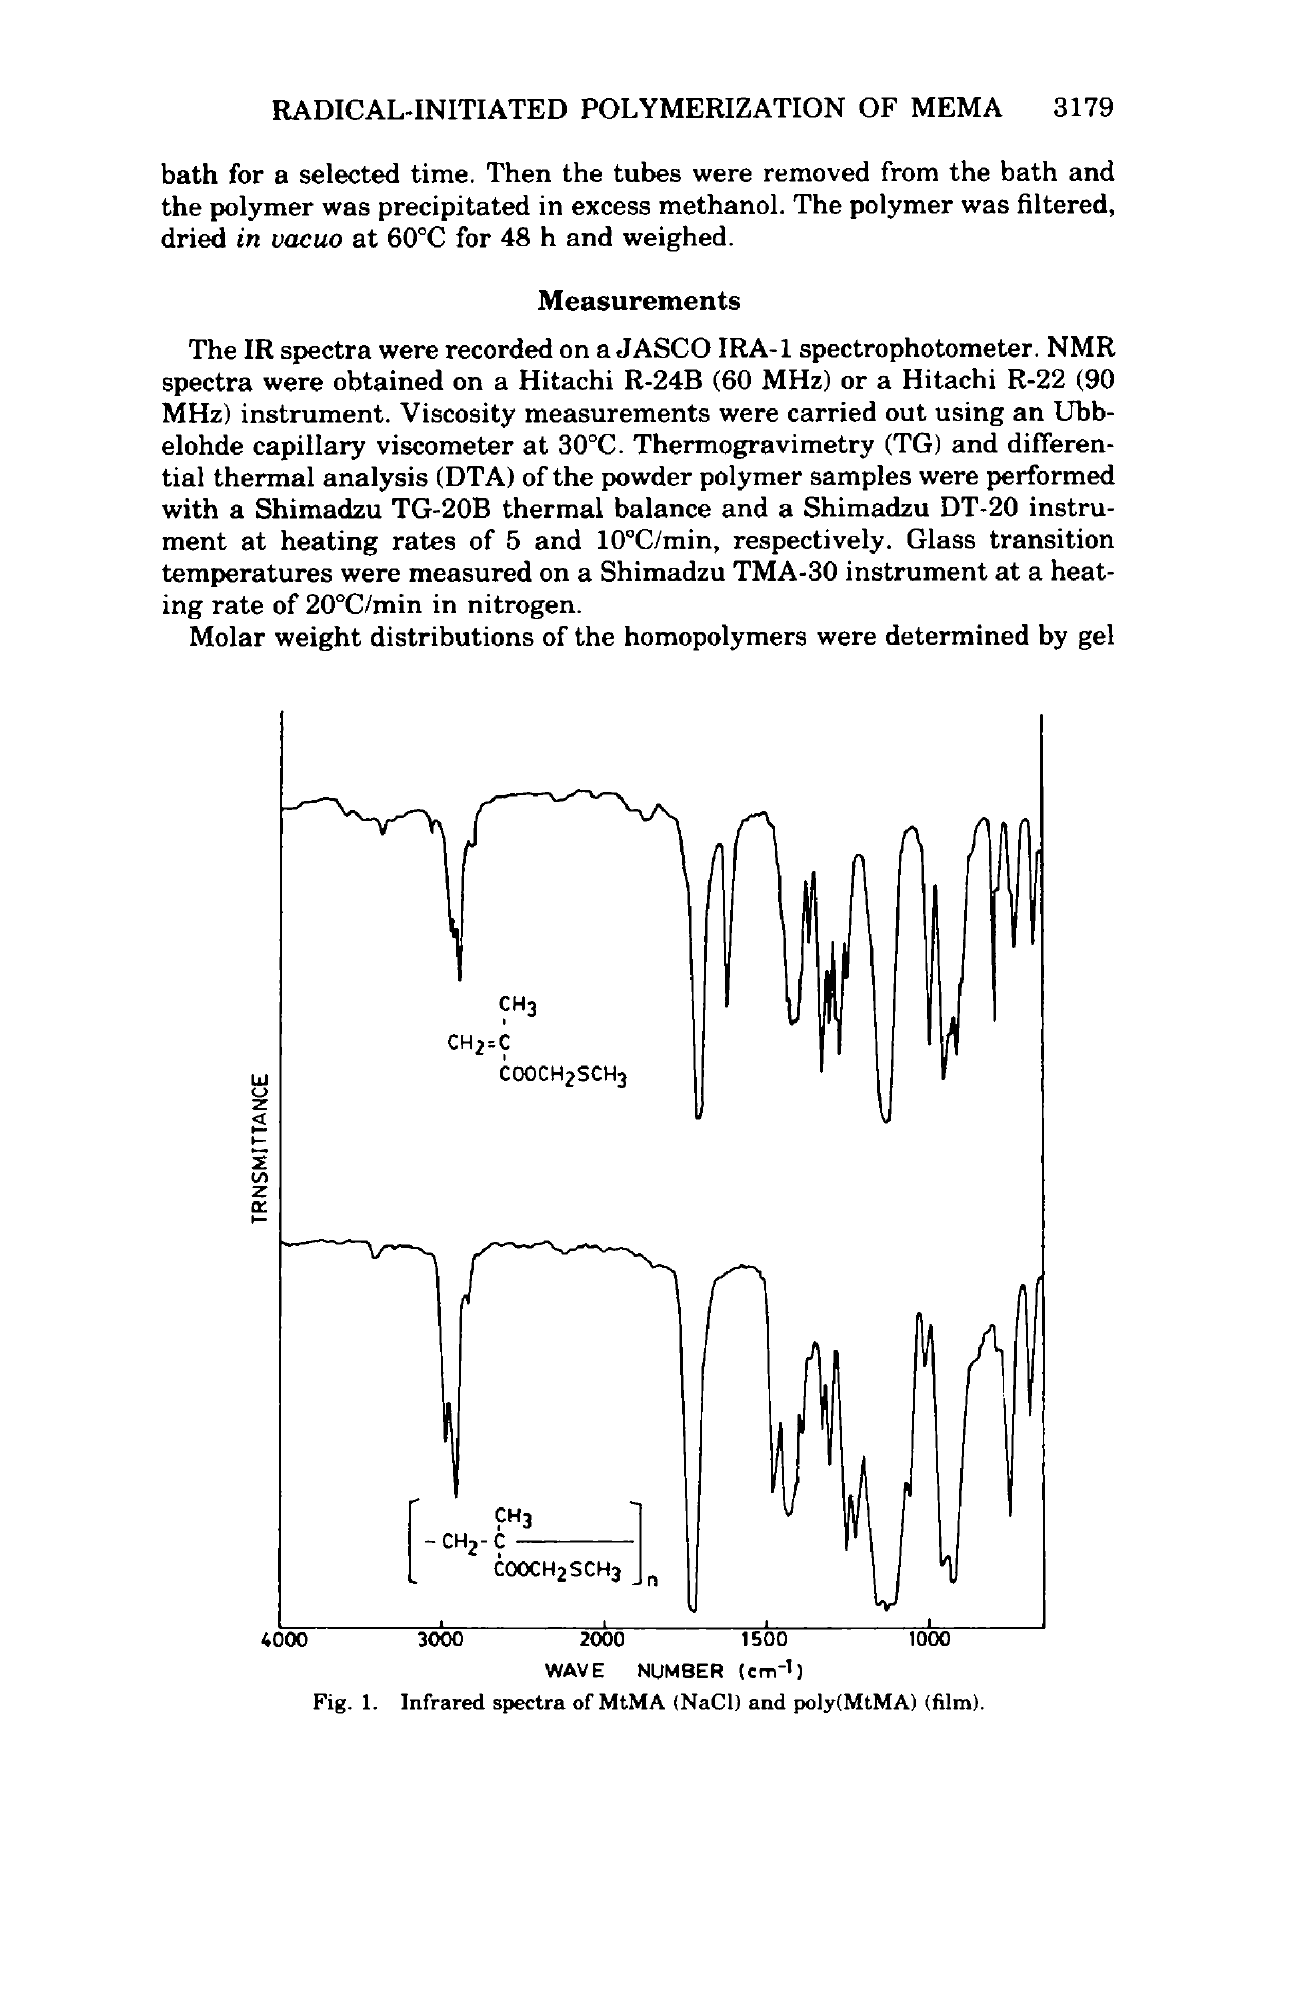 RADICAL-INITIATED POLYMERIZATION OF MEMA 3179
bath for a selected time. Then the tubes were removed from the bath and
the polymer was precipitated in excess methanol. The polymer was filtered,
dried in vacuo at 60°C for 48 h and weighed.
Measurements
The IR spectra were recorded on a JASCO IRA-1 spectrophotometer. NMR
spectra were obtained on a Hitachi R-24B (60 MHz) or a Hitachi R-22 (90
MHz) instrument. Viscosity measurements were carried out using an Ubb-
elohde capillary viscometer at 30°C. Thermogravimetry (TG) and differen-
tial thermal analysis (DTA) of the powder polymer samples were performed
with a Shimadzu TG-20B thermal balance and a Shimadzu DT-20 instru-
ment at heating rates of 5 and 10°C/min, respectively. Glass transition
temperatures were measured on a Shimadzu TMA-30 instrument at a heat-
ing rate of 20°C/min in nitrogen.
Molar weight distributions of the homopolymers were determined by gel
CH3
CH2=C
COOCH2SCH3
TRNSMITTANCE
CH3
-CH2-C
COOCH2SCH3
n
4000 3000 2000 1500 1000
WAVE NUMBER (cm-1)
Fig. 1. Infrared spectra of MtMA (NaCl) and poly(MtMA) (film).